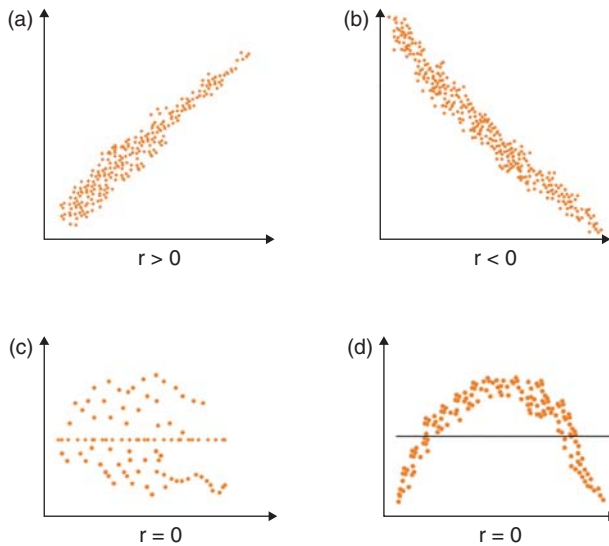 (a)
r > 0
(b)
r < 0
(c)
r = 0
(d)
r = 0